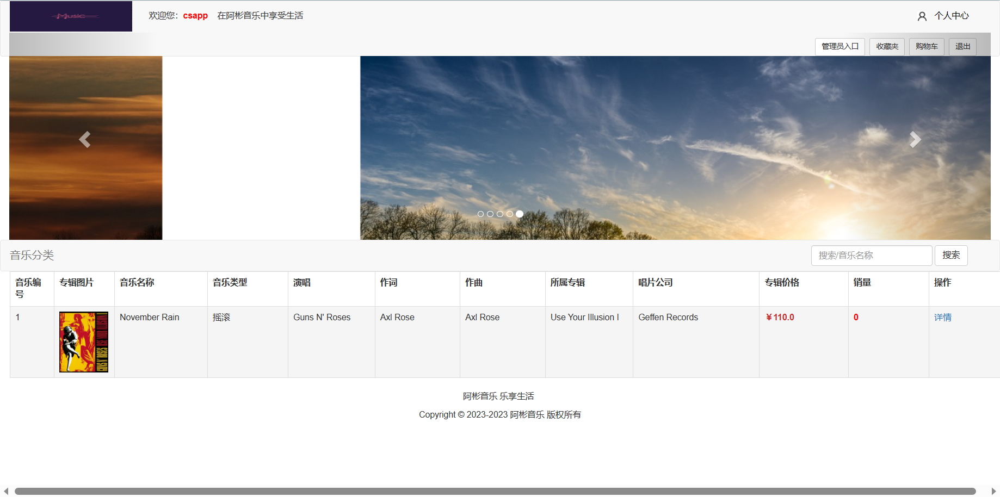 Music
欢迎您：csapp 在阿彬音乐中享受生活
个人中心
管理员入口 收藏夹 购物车 退出
音乐分类 搜索/音乐名称 搜索
音乐编号 专辑图片 音乐名称 音乐类型 演唱 作词 作曲 所属专辑 唱片公司 专辑价格 销量 操作
1 November Rain 摇滚 Guns N' Roses Axl Rose Axl Rose Use Your Illusion I Geffen Records ￥110.0 0 详情
USE YOUR ILLUSION I
GUNS N' ROSES
阿彬音乐 乐享生活
Copyright © 2023-2023 阿彬音乐 版权所有